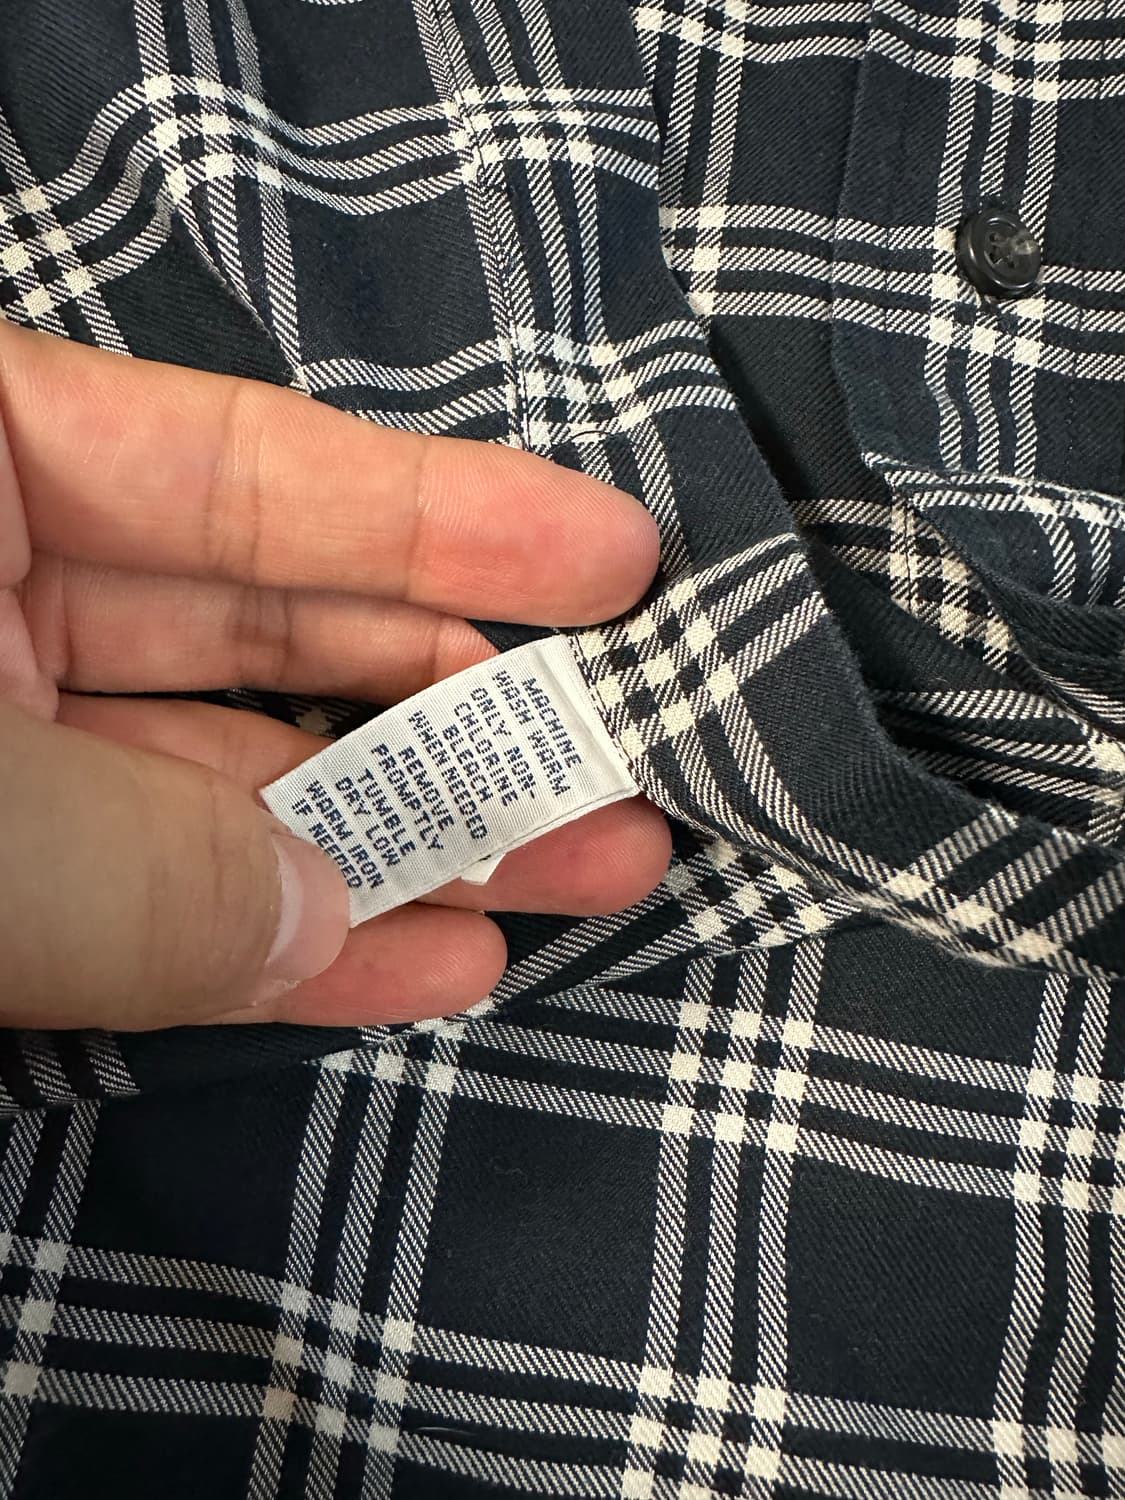 MACHINE
WASH WARM
ONLY NON-
CHLORINE
BLEACH
WHEN NEEDED
REMOVE
PROMPTLY
TUMBLE
DRY LOW
WARM IRON
IF NEEDED